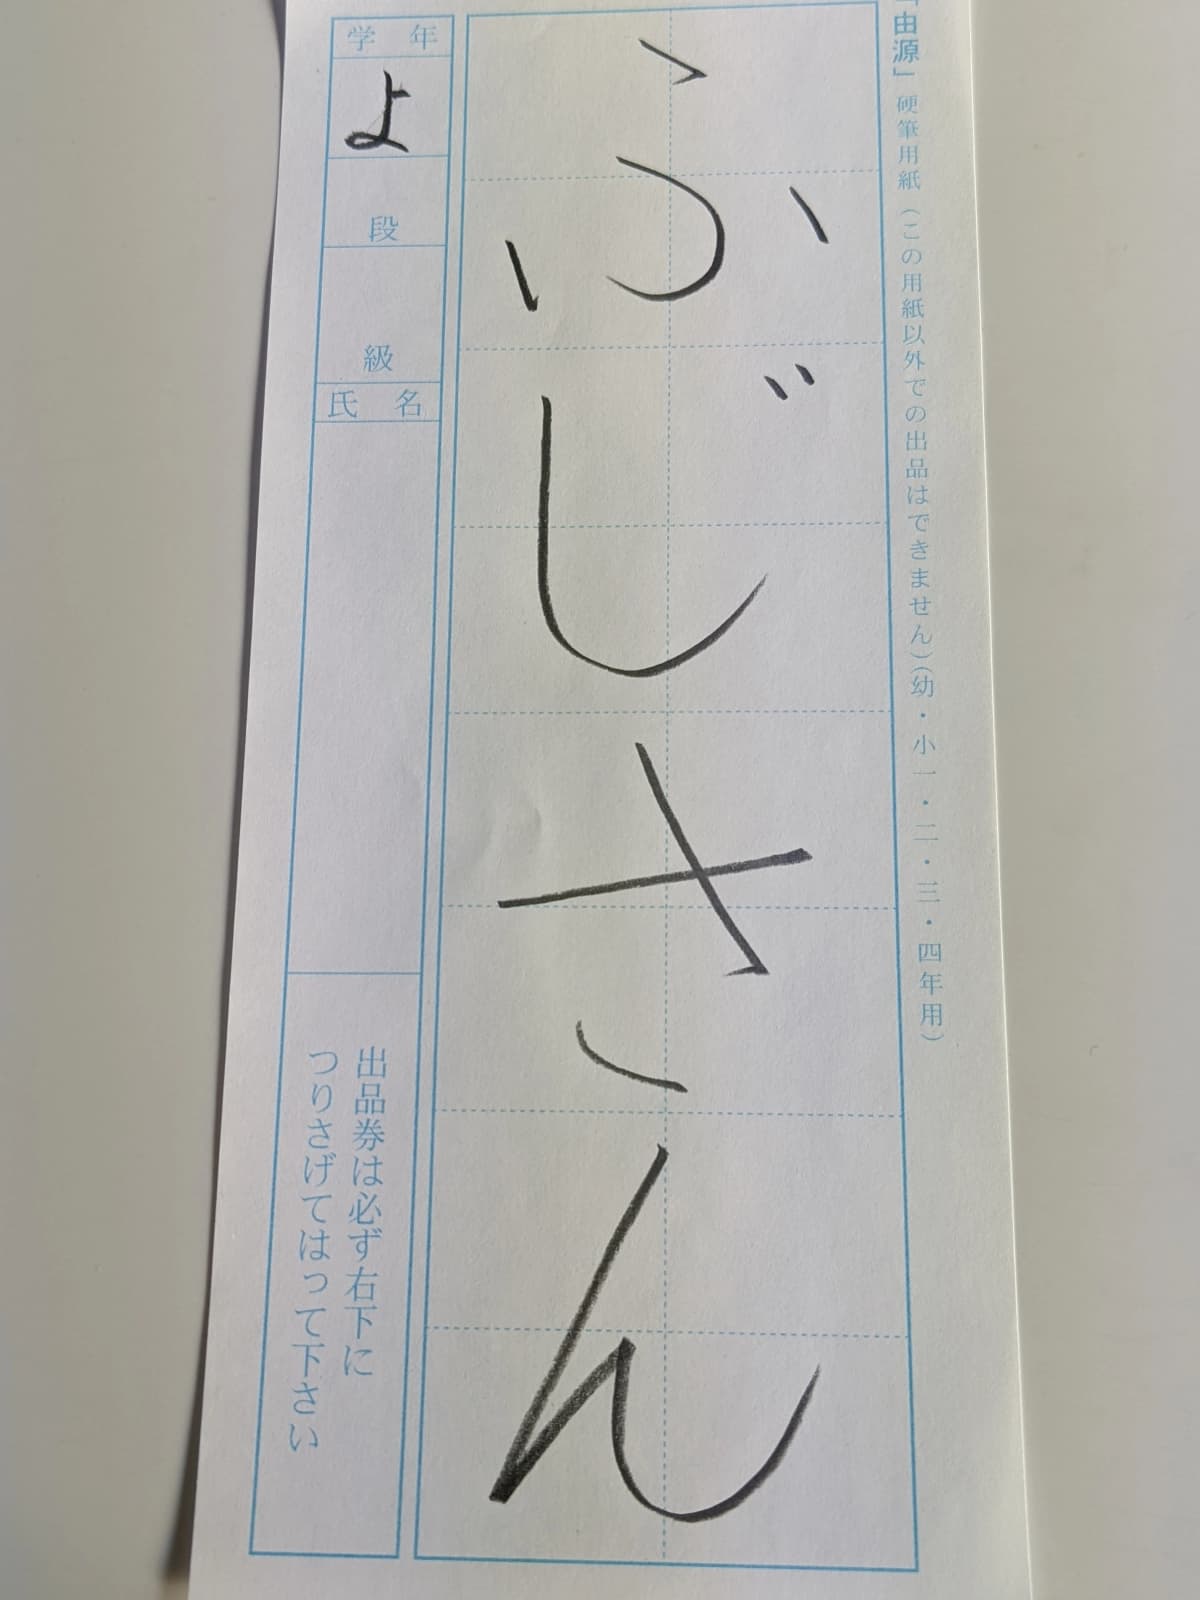 「由源」硬筆用紙（この用紙以外での出品はできません）（幼・小一・二・三・四年用）
ふじさん
学年
よ
段
級
氏名
出品券は必ず右下に
つりさげてはって下さい